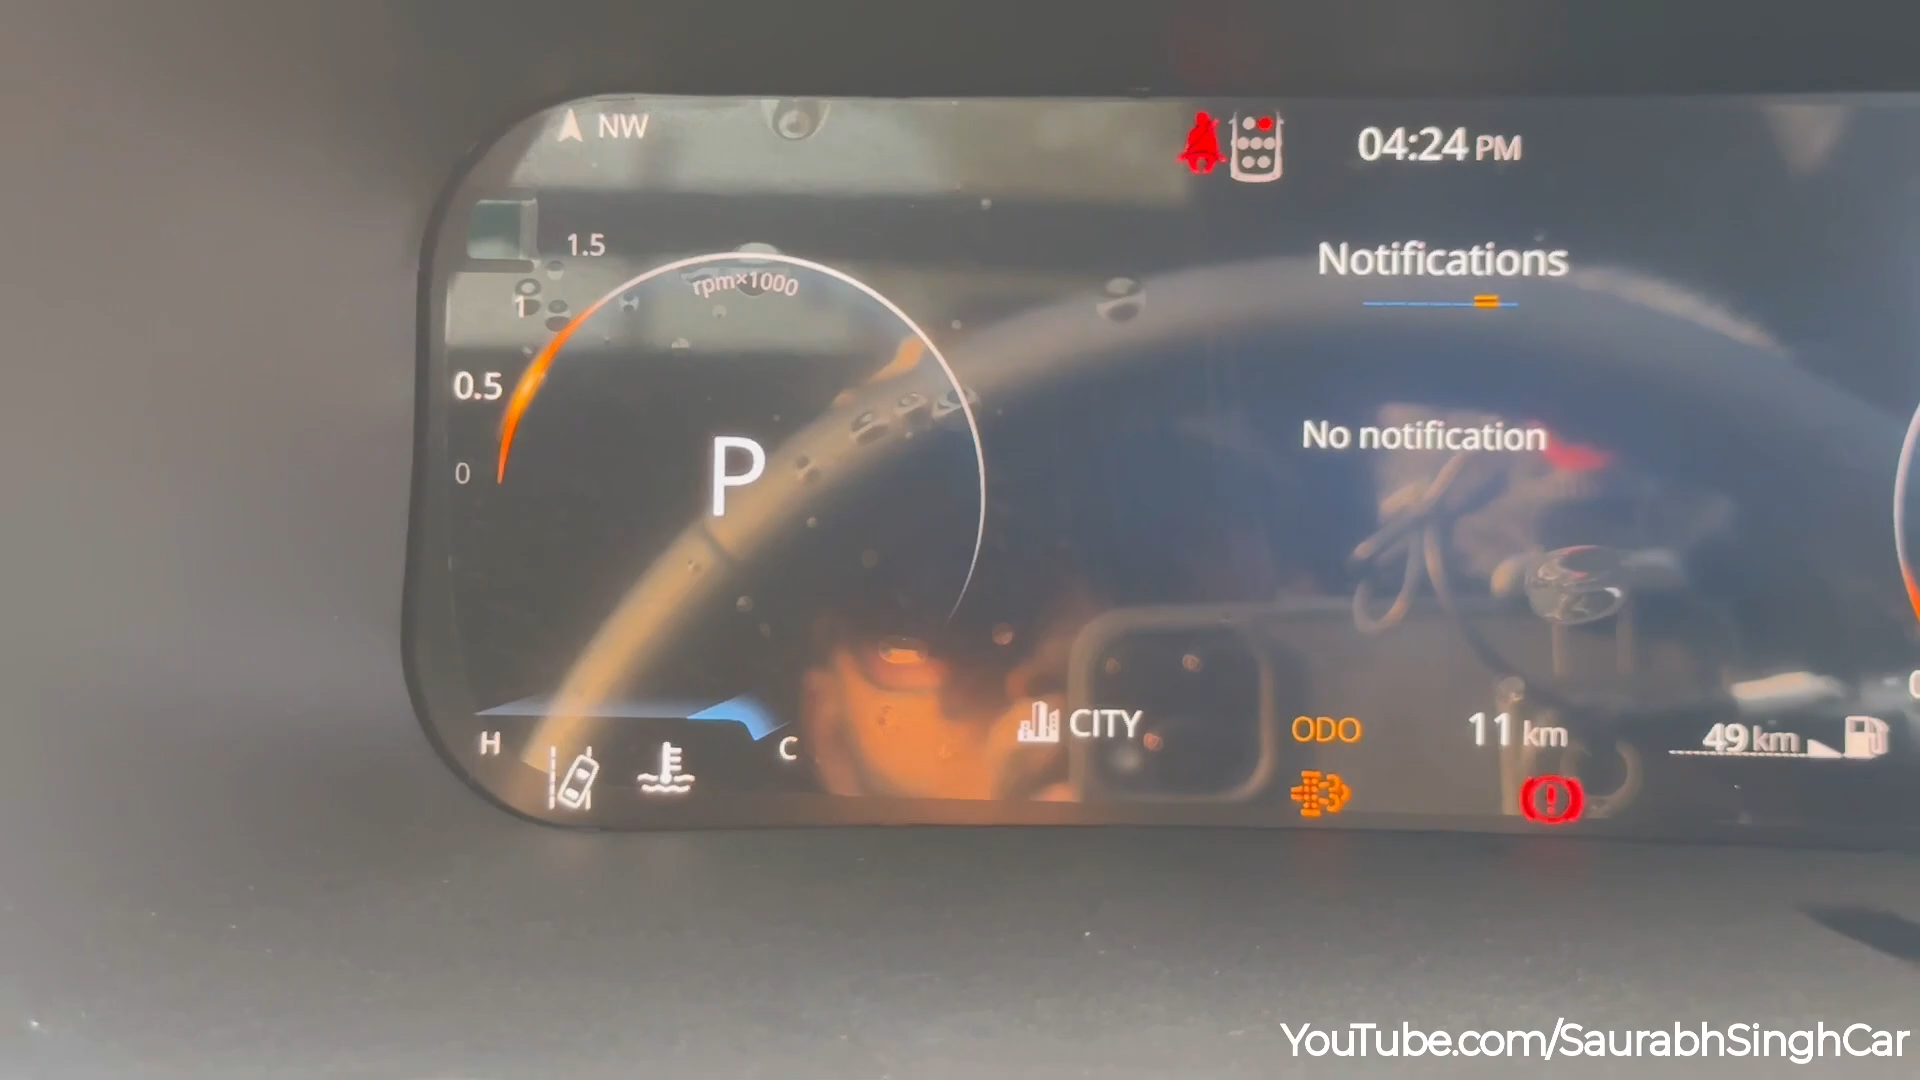 NW
04:24 PM
1.5
rpm×1000
1
0.5
0
P
Notifications
No notification
H
C
CITY
ODO
11 km
49 km
YouTube.com/SaurabhSinghCar